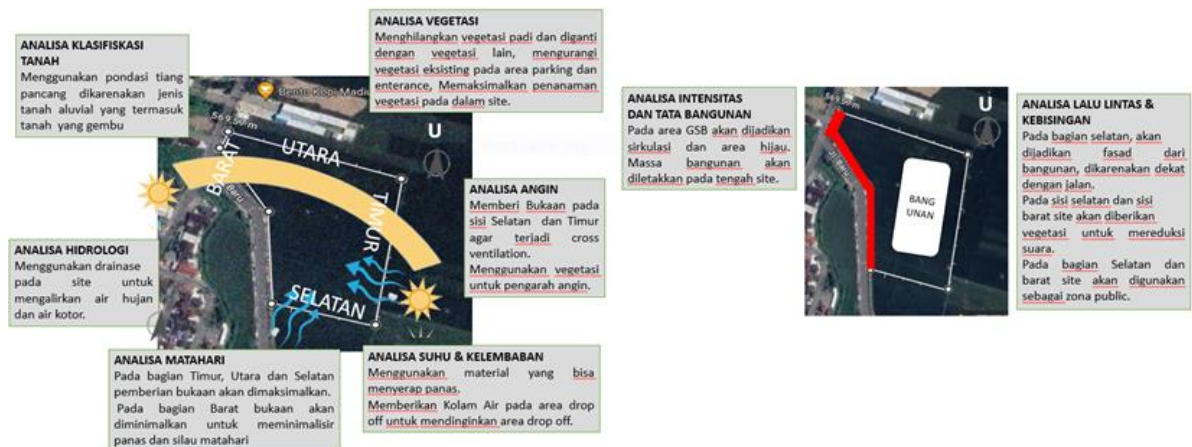 ANALISA KLASIFISKASI
TANAH
Menggunakan pondasi tiang
pancang dikarenakan jenis
tanah aluvial yang termasuk
tanah yang gembu
ANALISA VEGETASI
Menghilangkan vegetasi padi dan diganti
dengan vegetasi lain, mengurangi
vegetasi eksisting pada area parking dan
enterance, Memaksimalkan penanaman
vegetasi pada dalam site.
Bento Kopi
569,59 m
U
UTARA
BARAT
TIMUR
SELATAN
Baru
ANALISA ANGIN
Memberi Bukaan pada
sisi Selatan dan Timur
agar terjadi cross
ventilation.
Menggunakan vegetasi
untuk pengarah angin.
ANALISA HIDROLOGI
Menggunakan drainase
pada site untuk
mengalirkan air hujan
dan air kotor.
ANALISA MATAHARI
Pada bagian Timur, Utara dan Selatan
pemberian bukaan akan dimaksimalkan.
Pada bagian Barat bukaan akan
diminimalkan untuk meminimalisir
panas dan silau matahari
ANALISA SUHU & KELEMBABAN
Menggunakan material yang bisa
menyerap panas.
Memberikan Kolam Air pada area drop
off untuk mendinginkan area drop off.
ANALISA INTENSITAS
DAN TATA BANGUNAN
Pada area GSB akan dijadikan
sirkulasi dan area hijau.
Massa bangunan akan
diletakkan pada tengah site.
U
BANG
UNAN
ANALISA LALU LINTAS &
KEBISINGAN
Pada bagian selatan, akan
dijadikan fasad dari
bangunan, dikarenakan dekat
dengan jalan.
Pada sisi selatan dan sisi
barat site akan diberikan
vegetasi untuk mereduksi
suara.
Pada bagian Selatan dan
barat site akan digunakan
sebagai zona public.